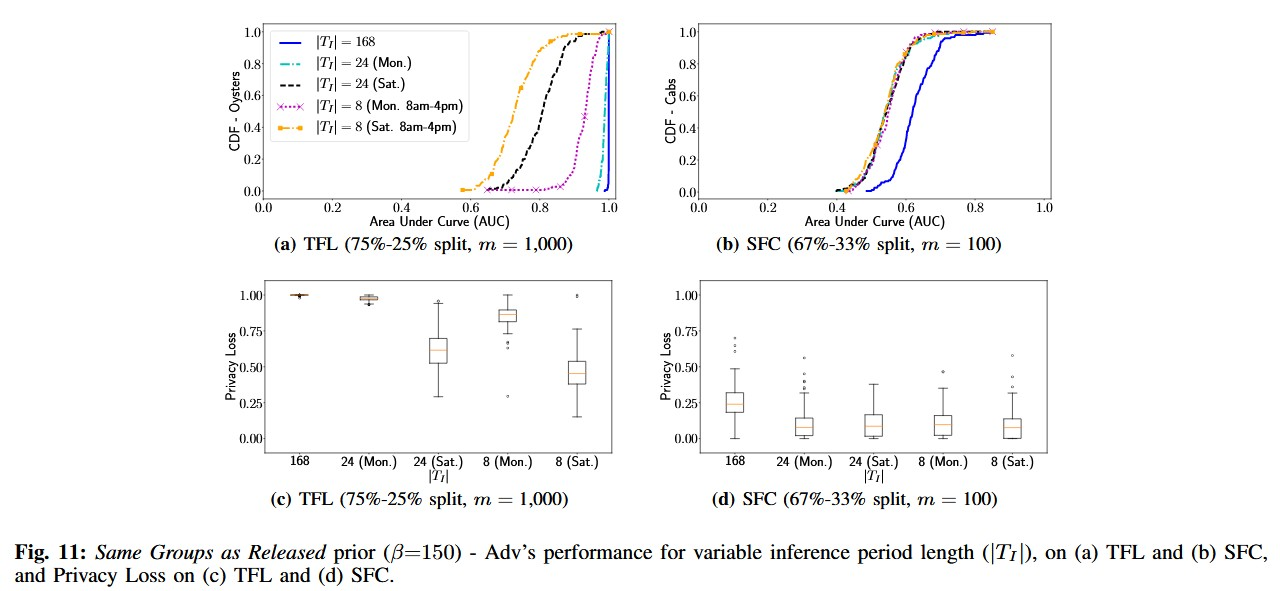 CDF - Oysters
1.0
0.8
0.6
0.4
0.2
0.0
|T_I| = 168
|T_I| = 24 (Mon.)
|T_I| = 24 (Sat.)
|T_I| = 8 (Mon. 8am-4pm)
|T_I| = 8 (Sat. 8am-4pm)
0.0 0.2 0.4 0.6 0.8 1.0
Area Under Curve (AUC)
(a) TFL (75%-25% split, m = 1,000)
CDF - Cabs
1.0
0.8
0.6
0.4
0.2
0.0
0.0 0.2 0.4 0.6 0.8 1.0
Area Under Curve (AUC)
(b) SFC (67%-33% split, m = 100)
Privacy Loss
1.00
0.75
0.50
0.25
0.00
168 24 (Mon.) 24 (Sat.) 8 (Mon.) 8 (Sat.)
|T_I|
(c) TFL (75%-25% split, m = 1,000)
Privacy Loss
1.00
0.75
0.50
0.25
0.00
168 24 (Mon.) 24 (Sat.) 8 (Mon.) 8 (Sat.)
|T_I|
(d) SFC (67%-33% split, m = 100)
Fig. 11: Same Groups as Released prior (β=150) - Adv's performance for variable inference period length (|T_I|), on (a) TFL and (b) SFC,
and Privacy Loss on (c) TFL and (d) SFC.